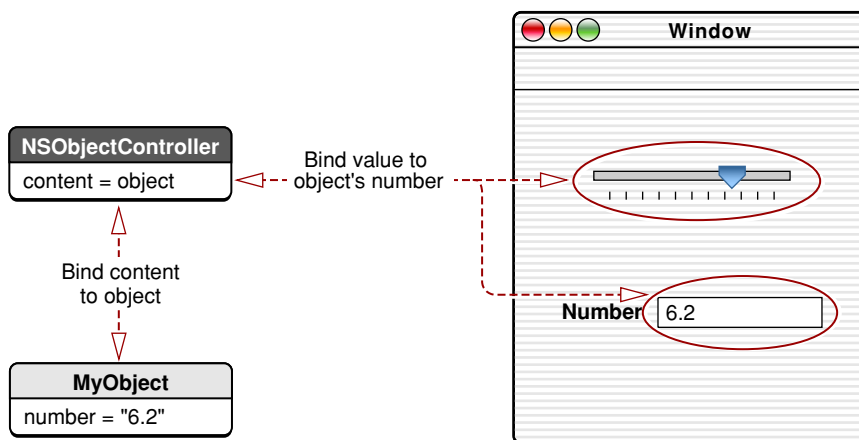 Window
NSObjectController
content = object
Bind value to
object's number
Bind content
to object
Number
6.2
MyObject
number = "6.2"